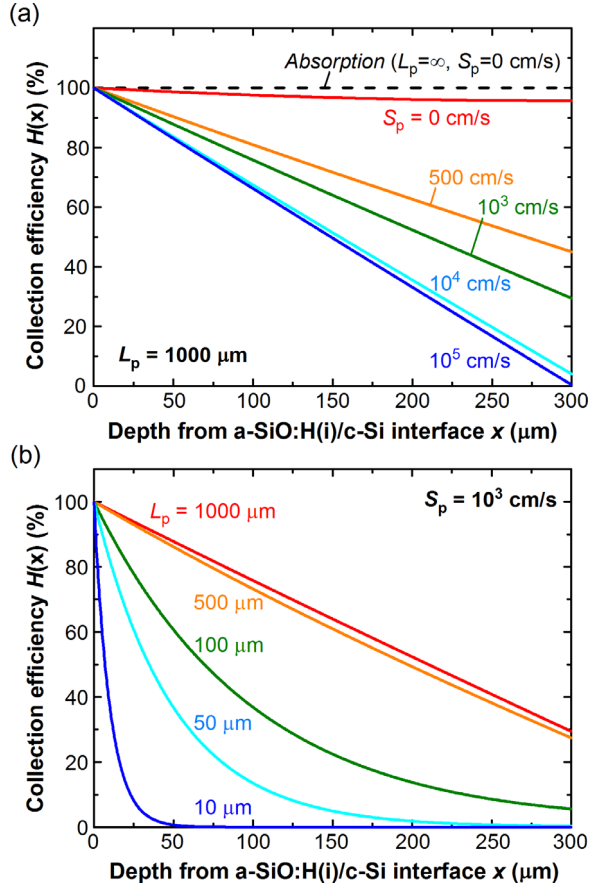 (a)
Absorption (Lp=∞, Sp=0 cm/s)
Sp = 0 cm/s
500 cm/s
10³ cm/s
10⁴ cm/s
10⁵ cm/s
Lp = 1000 μm
Collection efficiency H(x) (%)
100
80
60
40
20
0
0 50 100 150 200 250 300
Depth from a-SiO:H(i)/c-Si interface x (μm)
(b)
Sp = 10³ cm/s
Lp = 1000 μm
500 μm
100 μm
50 μm
10 μm
Collection efficiency H(x) (%)
100
80
60
40
20
0
0 50 100 150 200 250 300
Depth from a-SiO:H(i)/c-Si interface x (μm)